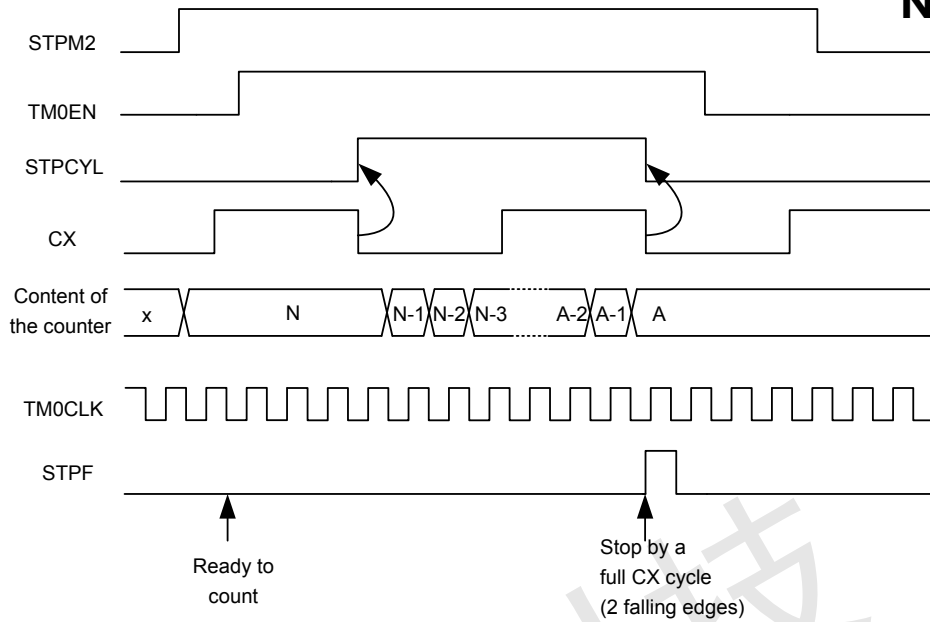 N
STPM2
TM0EN
STPCYL
CX
Content of
the counter
x N N-1 N-2 N-3 A-2 A-1 A
TM0CLK
STPF
Ready to
count
Stop by a
full CX cycle
(2 falling edges)
技